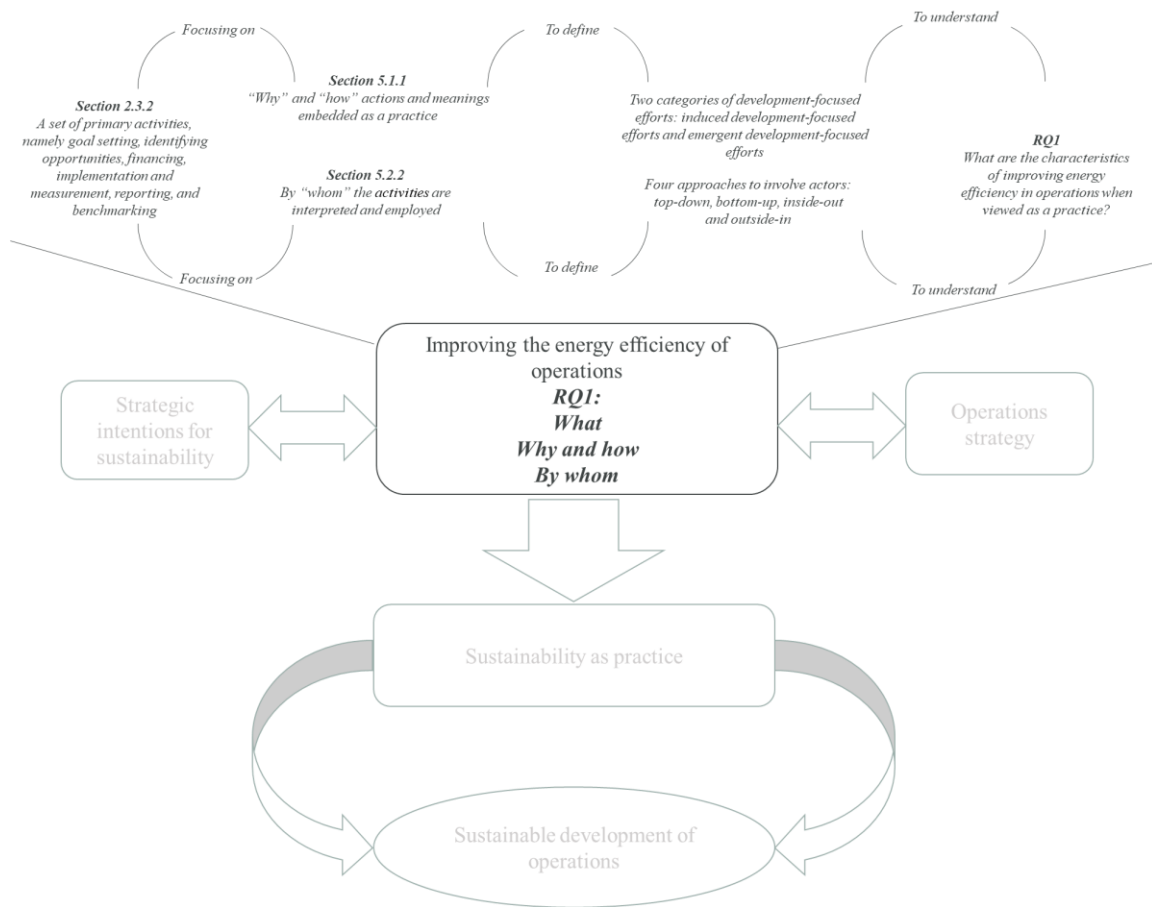 Focusing on
To define
To understand
Section 2.3.2
A set of primary activities,
namely goal setting, identifying
opportunities, financing,
implementation and
measurement, reporting, and
benchmarking
Section 5.1.1
“Why” and “how” actions and meanings
embedded as a practice
Section 5.2.2
By “whom” the activities are
interpreted and employed
Two categories of development-focused
efforts: induced development-focused
efforts and emergent development-focused
efforts
Four approaches to involve actors:
top-down, bottom-up, inside-out
and outside-in
RQ1
What are the characteristics
of improving energy
efficiency in operations when
viewed as a practice?
Focusing on
To define
To understand
Improving the energy efficiency of
operations
RQ1:
What
Why and how
By whom
Strategic
intentions for
sustainability
Operations
strategy
Sustainability as practice
Sustainable development of
operations